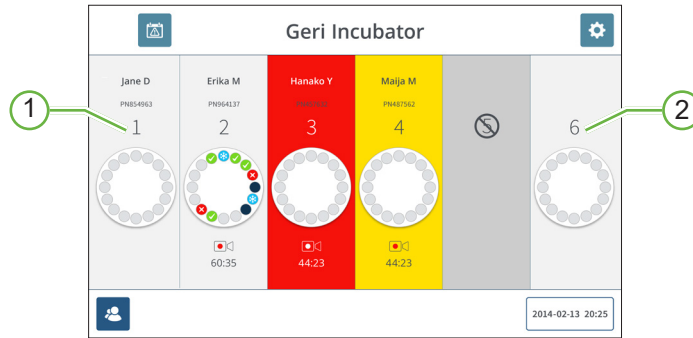 Geri Incubator
Jane D
PN854963
1
Erika M
PN964137
2
60:35
Hanako Y
3
44:23
Maija M
PN487562
4
44:23
5
6
1
2
2014-02-13 20:25